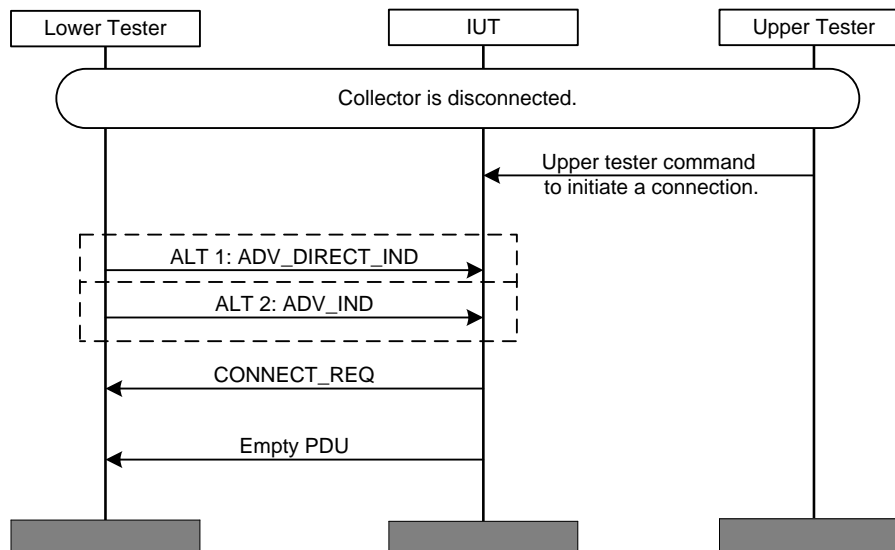 Lower Tester
IUT
Upper Tester
Collector is disconnected.
Upper tester command
to initiate a connection.
ALT 1: ADV_DIRECT_IND
ALT 2: ADV_IND
CONNECT_REQ
Empty PDU